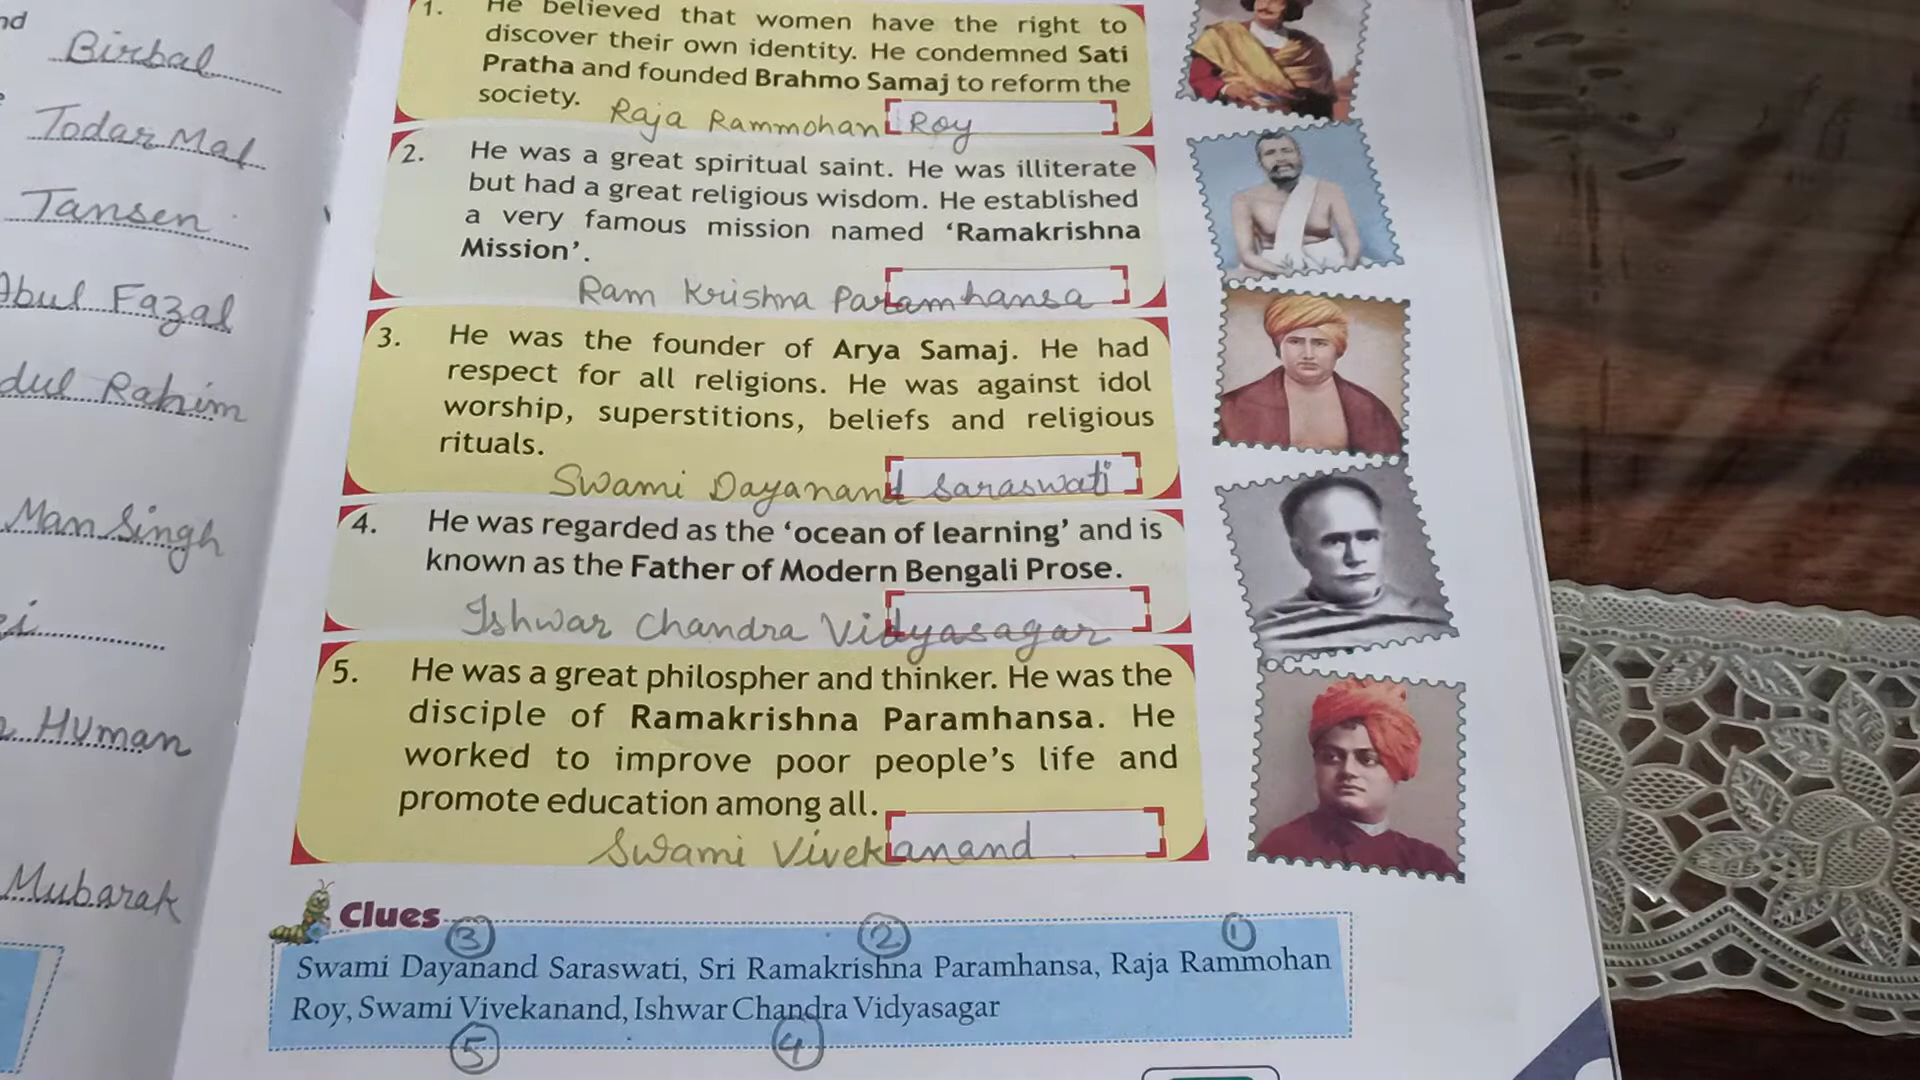 nd
Birbal
Todar Mal
Tansen
Abul Fazal
dul Rahim
Man Singh
Human
Mubarak
1. He believed that women have the right to
discover their own identity. He condemned Sati
Pratha and founded Brahmo Samaj to reform the
society.
Raja Rammohan Roy
2. He was a great spiritual saint. He was illiterate
but had a great religious wisdom. He established
a very famous mission named ‘Ramakrishna
Mission’.
Ram Krishna Paramhansa
3. He was the founder of Arya Samaj. He had
respect for all religions. He was against idol
worship, superstitions, beliefs and religious
rituals.
Swami Dayanand Saraswati
4. He was regarded as the ‘ocean of learning’ and is
known as the Father of Modern Bengali Prose.
Ishwar Chandra Vidyasagar
5. He was a great philospher and thinker. He was the
disciple of Ramakrishna Paramhansa. He
worked to improve poor people’s life and
promote education among all.
Swami Vivekanand
Clues
3 2 1
Swami Dayanand Saraswati, Sri Ramakrishna Paramhansa, Raja Rammohan
Roy, Swami Vivekanand, Ishwar Chandra Vidyasagar
5 4